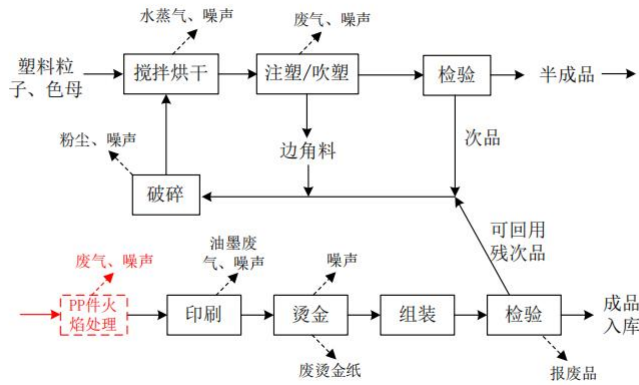 水蒸气、噪声
废气、噪声
塑料粒
子、色母
搅拌烘干
注塑/吹塑
检验
半成品
粉尘、噪声
边角料
次品
破碎
可回用
残次品
废气、噪声
油墨废
气、噪声
噪声
PP件火
焰处理
印刷
烫金
组装
检验
成品
入库
废烫金纸
报废品